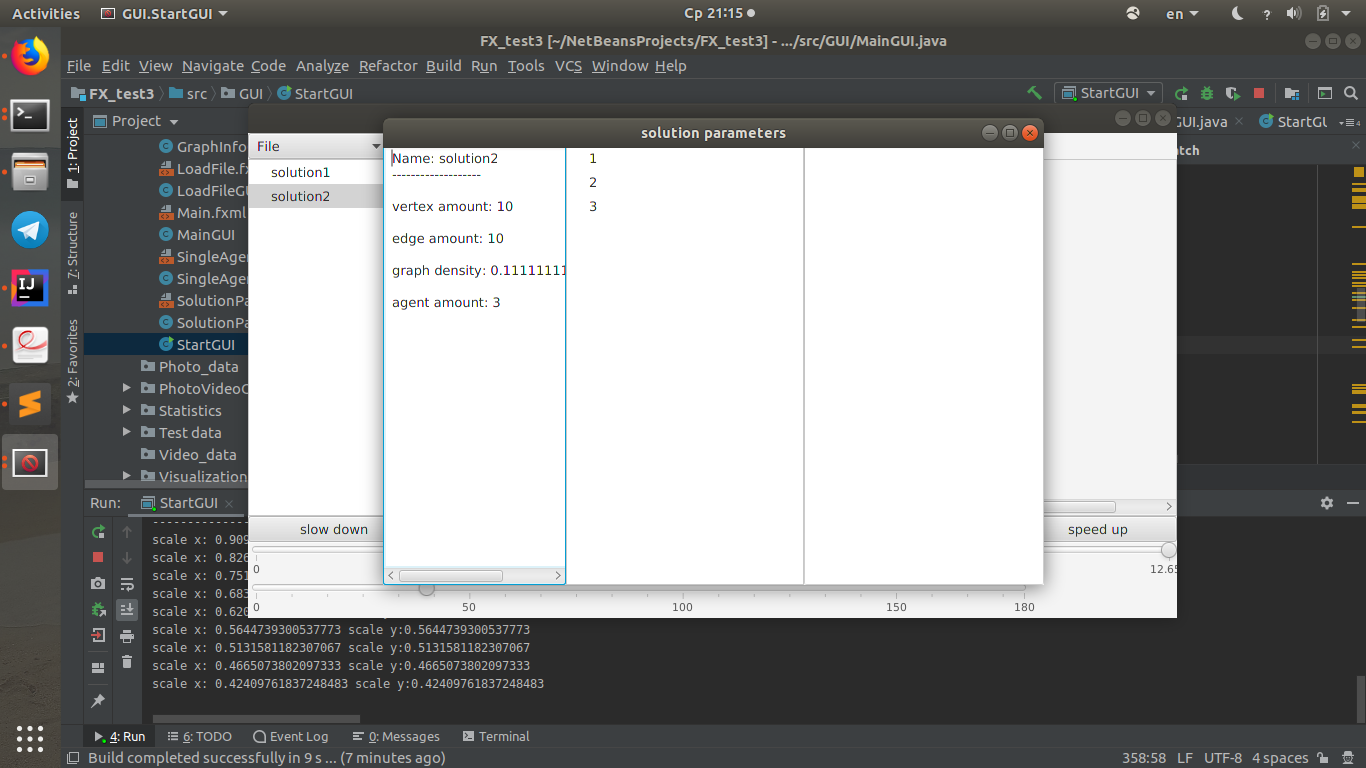 Activities GUI.StartGUI Ср 21:15 en ?
FX_test3 [~/NetBeansProjects/FX_test3] - .../src/GUI/MainGUI.java
File Edit View Navigate Code Analyze Refactor Build Run Tools VCS Window Help
FX_test3 src GUI StartGUI StartGUI
Project GUI.java StartGU
solution parameters
1: Project
7: Structure
2: Favorites
GraphInfo
LoadFile.fx
LoadFileGU
Main.fxml
MainGUI
SingleAge
SingleAge
SolutionPa
SolutionPa
StartGUI
Photo_data
PhotoVideoC
Statistics
Test data
Video_data
Visualization
File
solution1
solution2
Name: solution2
-------------------
vertex amount: 10
edge amount: 10
graph density: 0.11111111
agent amount: 3
1
2
3
tch
slow down speed up
0 12.65
0 50 100 150 180
Run: StartGUI
scale x: 0.909
scale x: 0.826
scale x: 0.751
scale x: 0.683
scale x: 0.620
scale x: 0.5644739300537773 scale y:0.5644739300537773
scale x: 0.5131581182307067 scale y:0.5131581182307067
scale x: 0.4665073802097333 scale y:0.4665073802097333
scale x: 0.42409761837248483 scale y:0.42409761837248483
4: Run 6: TODO Event Log 0: Messages Terminal
Build completed successfully in 9 s ... (7 minutes ago) 358:58 LF UTF-8 4 spaces